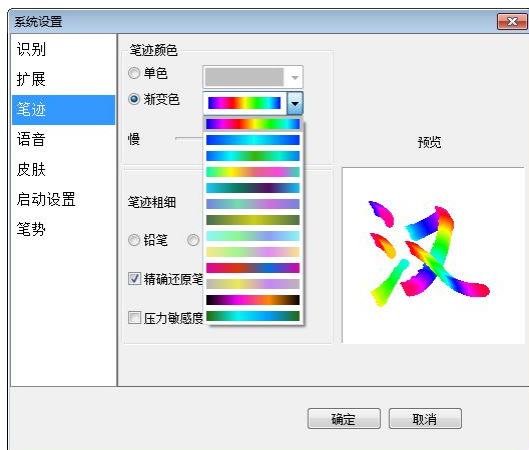 系统设置
识别
扩展
笔迹
语音
皮肤
启动设置
笔势
笔迹颜色
单色
渐变色
慢
笔迹粗细
铅笔
精确还原笔
压力敏感度
预览
汉
确定
取消